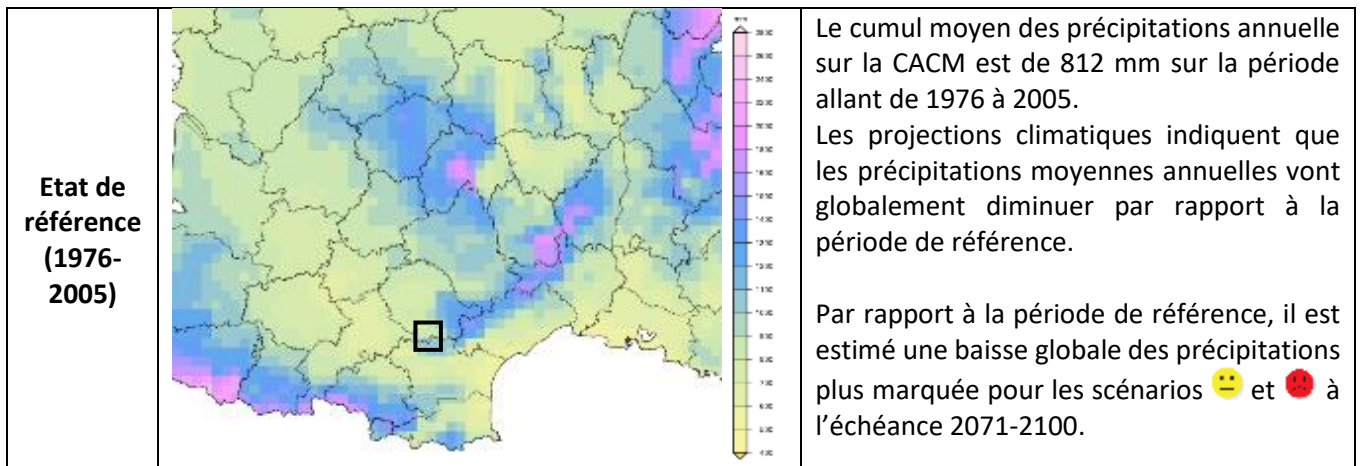 Etat de
référence
(1976-
2005)
Le cumul moyen des précipitations annuelle
sur la CACM est de 812 mm sur la période
allant de 1976 à 2005.
Les projections climatiques indiquent que
les précipitations moyennes annuelles vont
globalement diminuer par rapport à la
période de référence.
Par rapport à la période de référence, il est
estimé une baisse globale des précipitations
plus marquée pour les scénarios et à
l’échéance 2071-2100.